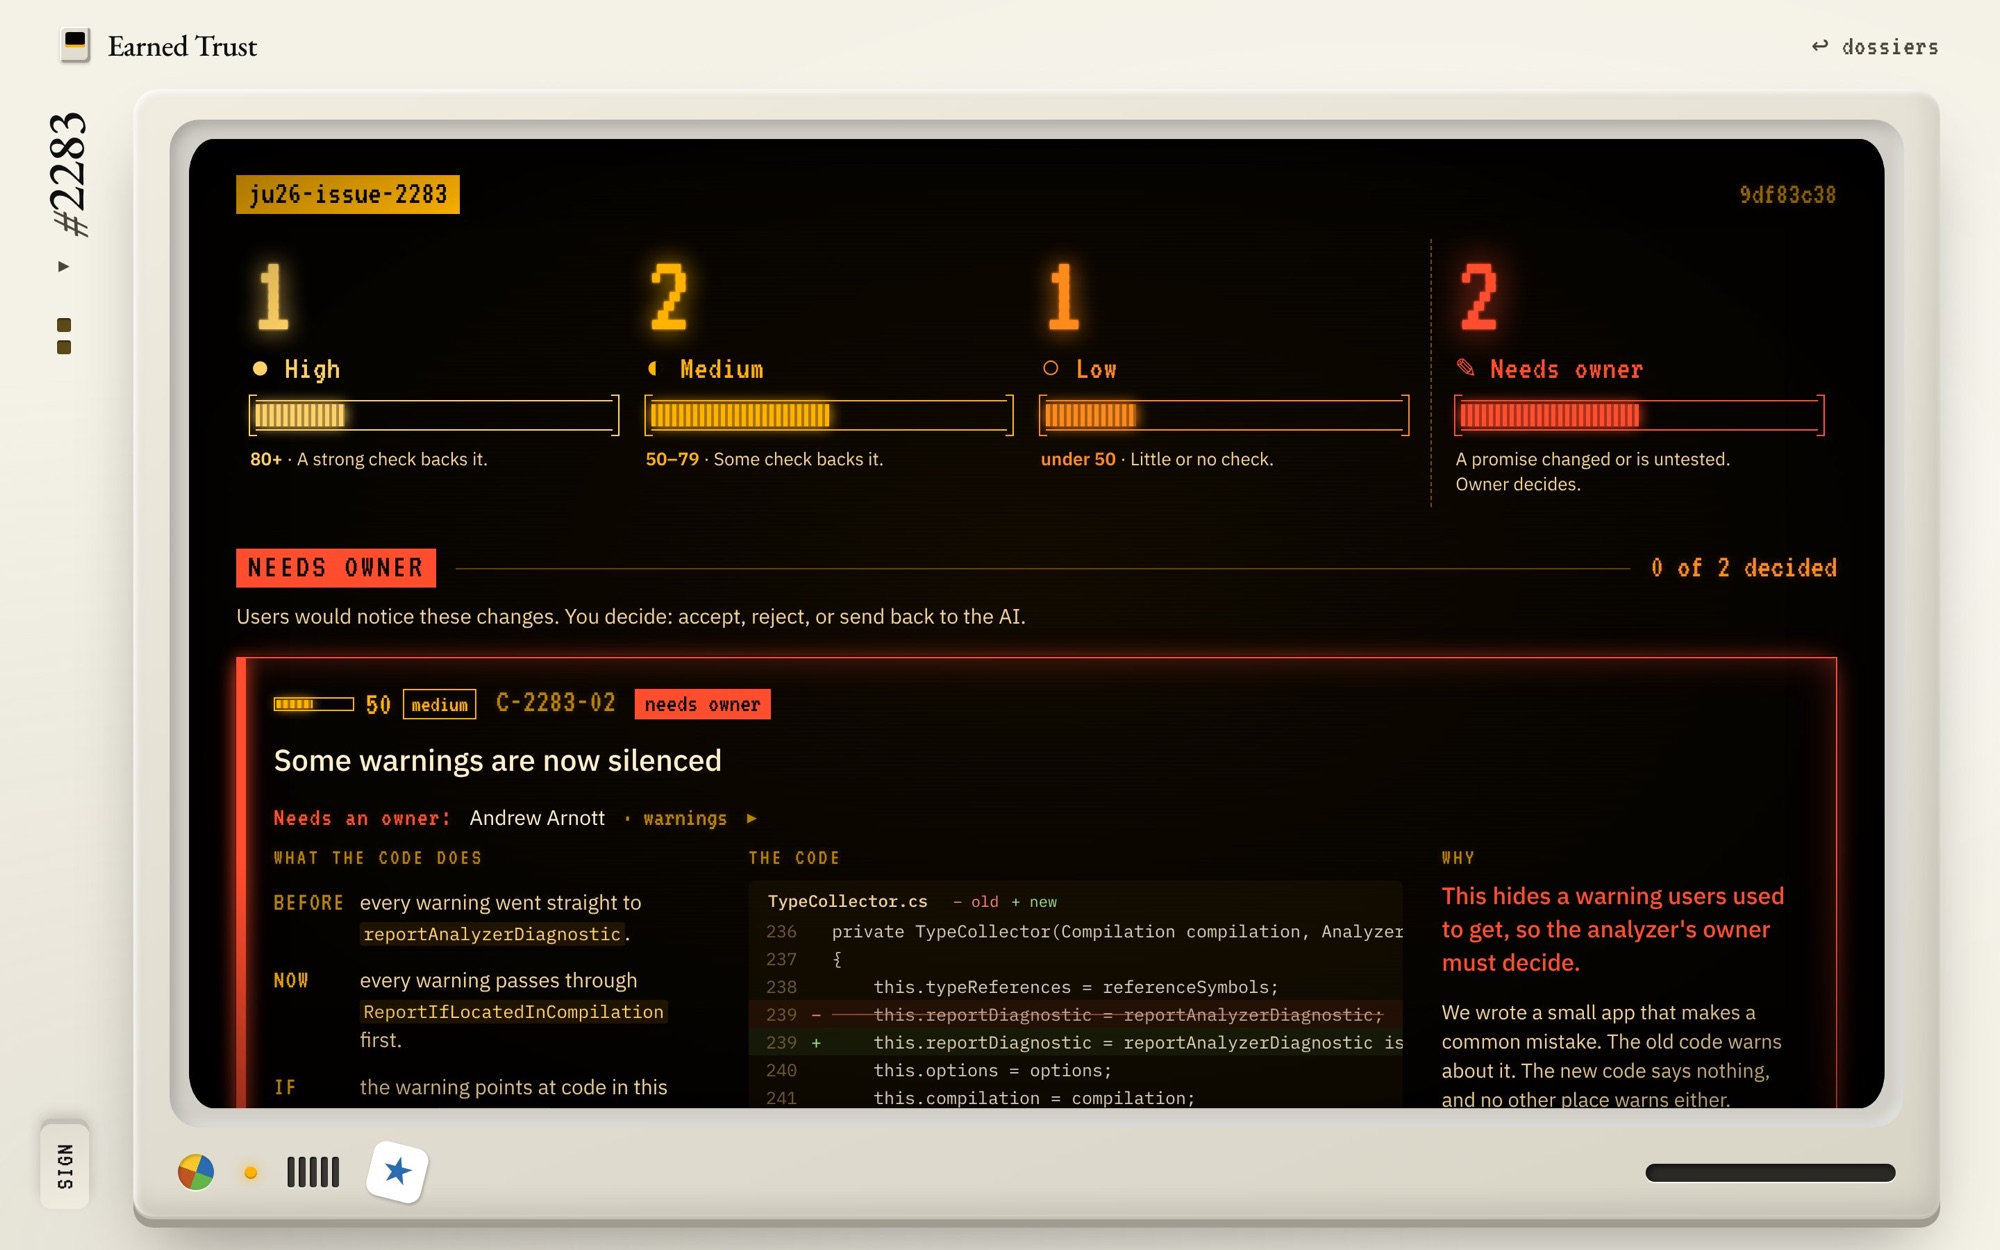 Earned Trust
↩ dossiers
#2283
ju26-issue-2283
9df83c38
1
● High
80+ · A strong check backs it.
2
◖ Medium
50–79 · Some check backs it.
1
○ Low
under 50 · Little or no check.
2
✎ Needs owner
A promise changed or is untested.
Owner decides.
NEEDS OWNER
0 of 2 decided
Users would notice these changes. You decide: accept, reject, or send back to the AI.
50 medium C-2283-02 needs owner
Some warnings are now silenced
Needs an owner: Andrew Arnott · warnings ▸
WHAT THE CODE DOES
BEFORE every warning went straight to
reportAnalyzerDiagnostic.
NOW every warning passes through
ReportIfLocatedInCompilation
first.
IF the warning points at code in this
THE CODE
TypeCollector.cs − old + new
236 private TypeCollector(Compilation compilation, Analyzer
237 {
238 this.typeReferences = referenceSymbols;
239 − this.reportDiagnostic = reportAnalyzerDiagnostic;
239 + this.reportDiagnostic = reportAnalyzerDiagnostic is
240 this.options = options;
241 this.compilation = compilation;
WHY
This hides a warning users used
to get, so the analyzer's owner
must decide.
We wrote a small app that makes a
common mistake. The old code warns
about it. The new code says nothing,
and no other place warns either.
SIGN